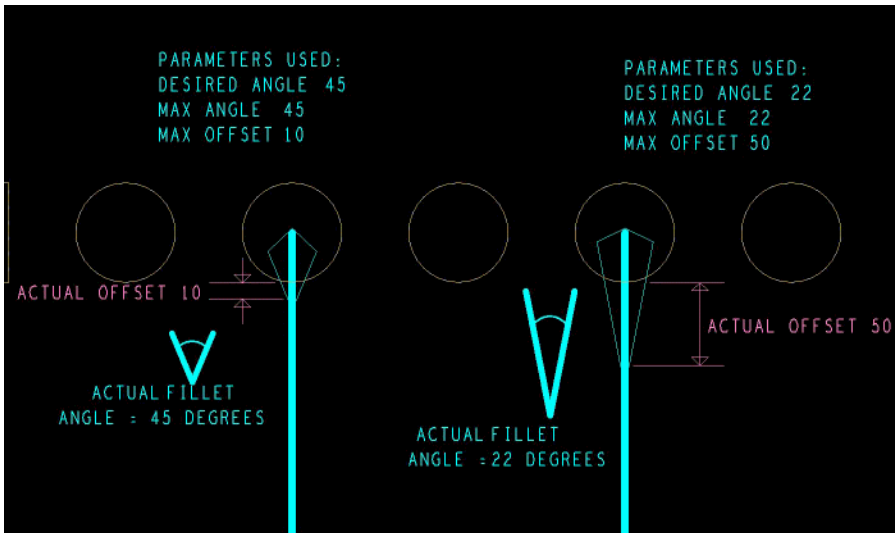 PARAMETERS USED:
DESIRED ANGLE 45
MAX ANGLE 45
MAX OFFSET 10
PARAMETERS USED:
DESIRED ANGLE 22
MAX ANGLE 22
MAX OFFSET 50
ACTUAL OFFSET 10
ACTUAL OFFSET 50
ACTUAL FILLET
ANGLE = 45 DEGREES
ACTUAL FILLET
ANGLE =22 DEGREES